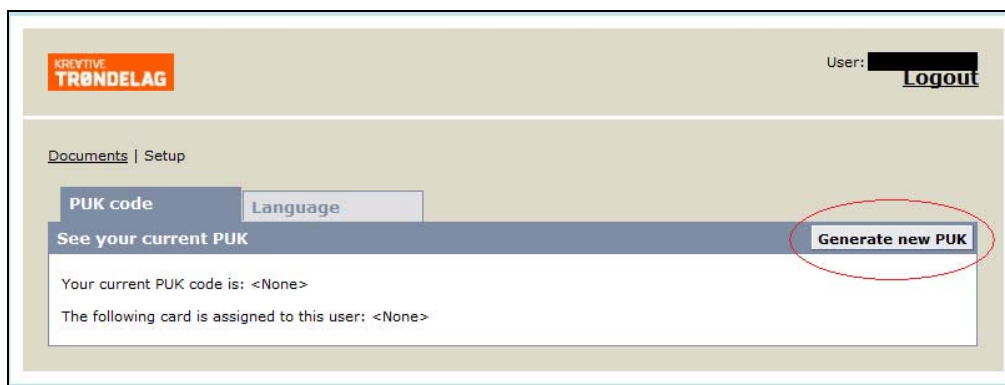 KREATIVE
TRØNDELAG
User:
Logout
Documents | Setup
PUK code
Language
See your current PUK
Generate new PUK
Your current PUK code is: <None>
The following card is assigned to this user: <None>